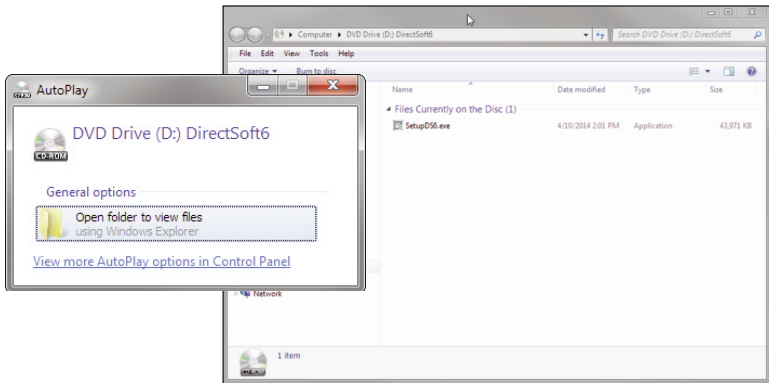 Computer ▸ DVD Drive (D:) DirectSoft6
Search DVD Drive (D:) DirectSoft6
File Edit View Tools Help
Organize Burn to disc
Name Date modified Type Size
Files Currently on the Disc (1)
SetupDS6.exe 4/10/2014 2:01 PM Application 43,971 KB
AutoPlay
DVD Drive (D:) DirectSoft6
CD-ROM
General options
Open folder to view files
using Windows Explorer
View more AutoPlay options in Control Panel
Network
1 item
CD-ROM